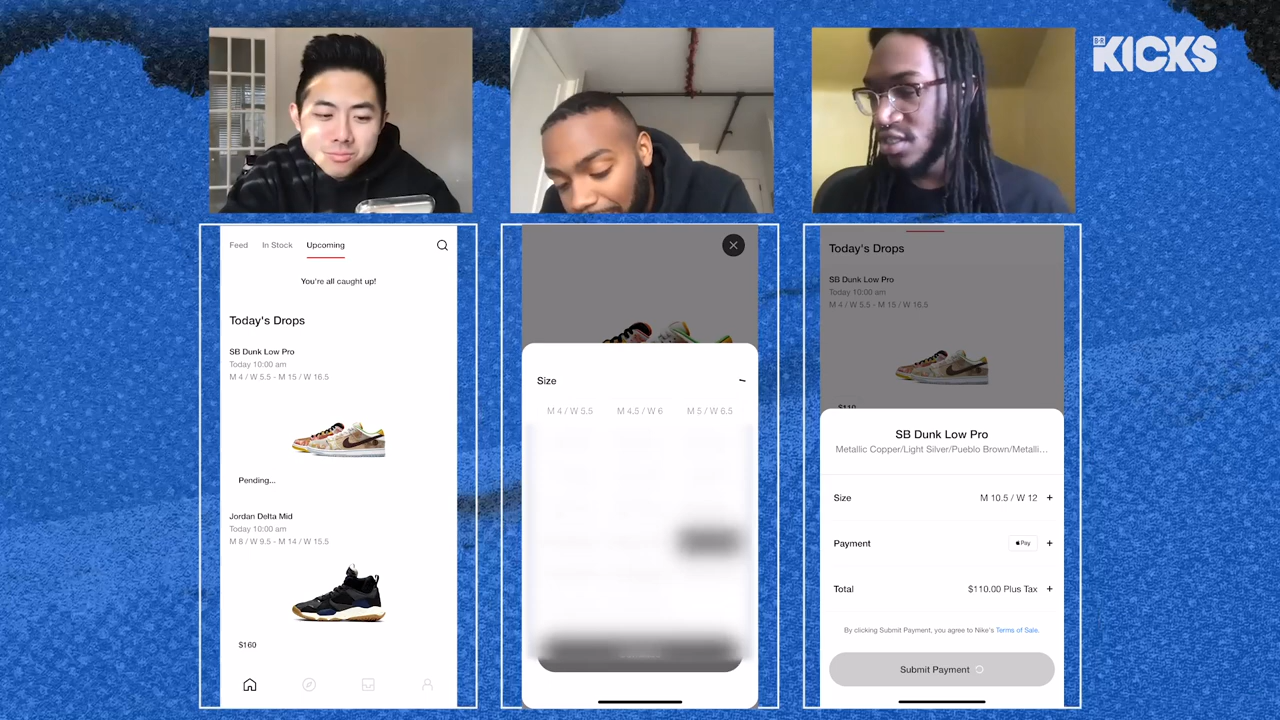 B/R
KICKS
Feed In Stock Upcoming
You're all caught up!
Today's Drops
SB Dunk Low Pro
Today 10:00 am
M 4 / W 5.5 - M 15 / W 16.5
Pending...
Jordan Delta Mid
Today 10:00 am
M 8 / W 9.5 - M 14 / W 15.5
$160
Size
M 4 / W 5.5 M 4.5 / W 6 M 5 / W 6.5
Today's Drops
SB Dunk Low Pro
Today 10:00 am
M 4 / W 5.5 - M 15 / W 16.5
$110
SB Dunk Low Pro
Metallic Copper/Light Silver/Pueblo Brown/Metalli...
Size M 10.5 / W 12 +
Payment Pay +
Total $110.00 Plus Tax +
By clicking Submit Payment, you agree to Nike's Terms of Sale.
Submit Payment